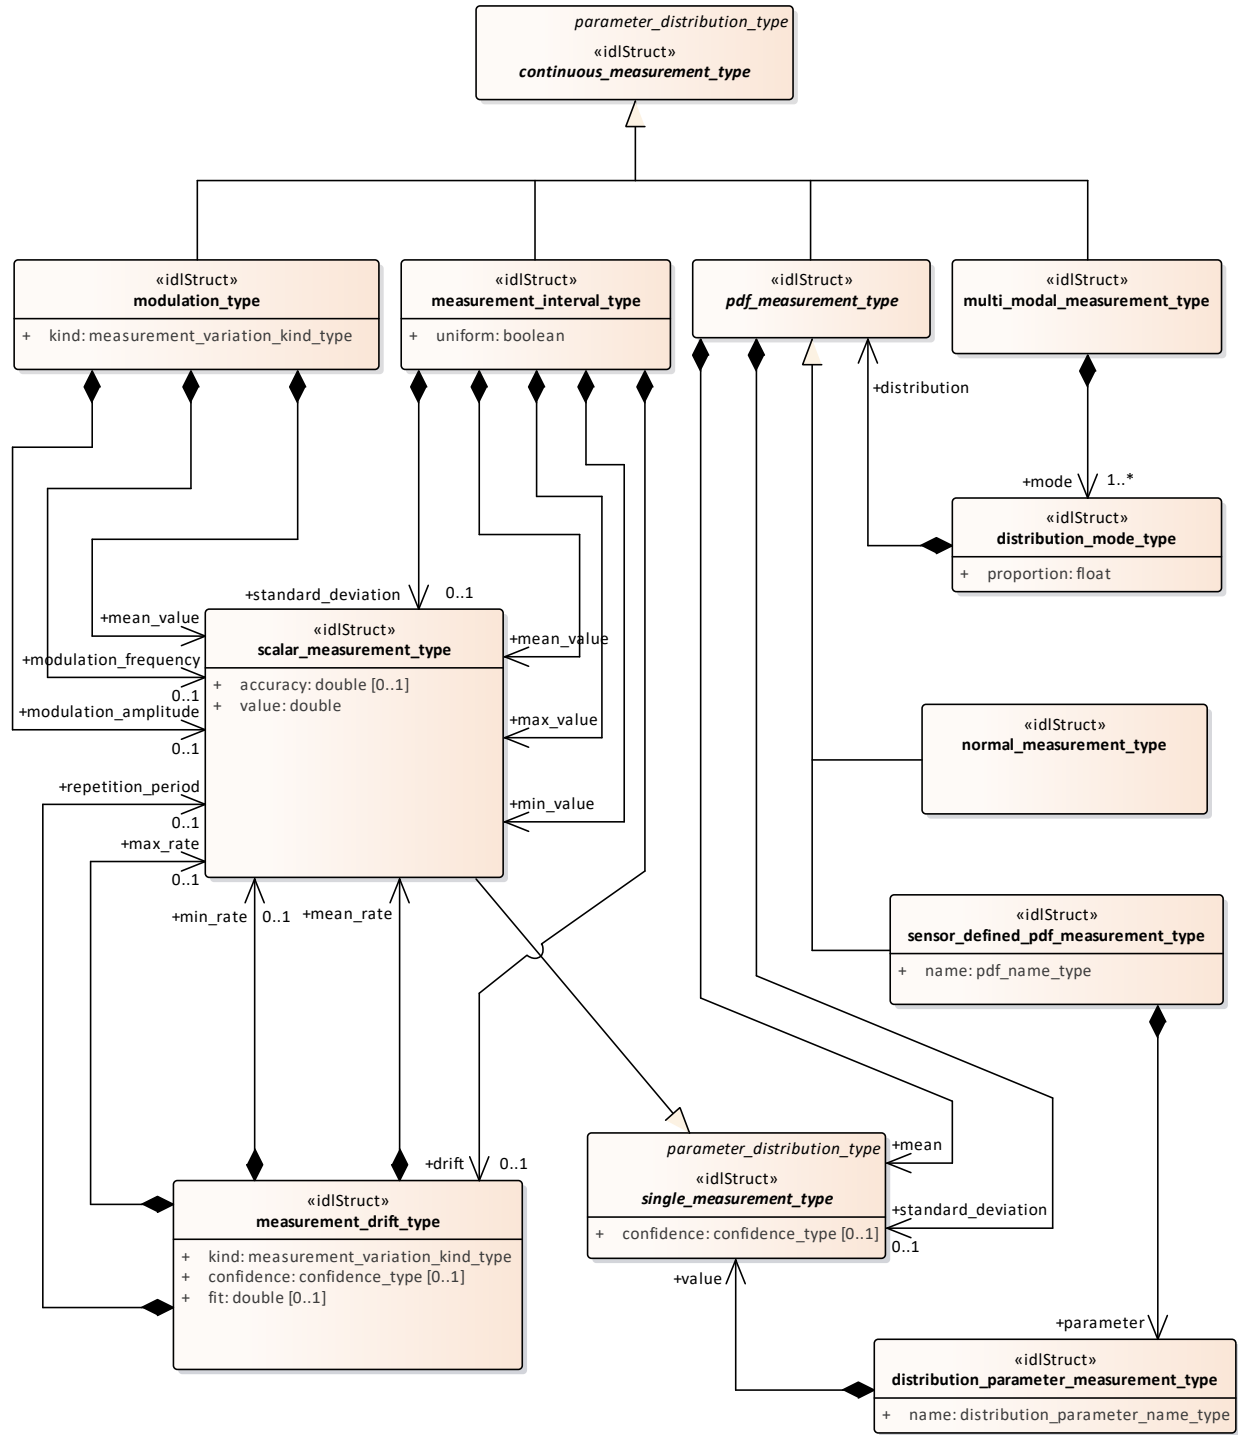 parameter_distribution_type
«idlStruct»
continuous_measurement_type
«idlStruct»
modulation_type
+ kind: measurement_variation_kind_type
«idlStruct»
measurement_interval_type
+ uniform: boolean
«idlStruct»
pdf_measurement_type
«idlStruct»
multi_modal_measurement_type
+distribution
+mode
1..*
«idlStruct»
distribution_mode_type
+ proportion: float
+standard_deviation
0..1
+mean_value
+modulation_frequency
0..1
+modulation_amplitude
0..1
+repetition_period
0..1
+max_rate
0..1
«idlStruct»
scalar_measurement_type
+ accuracy: double [0..1]
+ value: double
+mean_value
+max_value
+min_value
«idlStruct»
normal_measurement_type
+min_rate
0..1
+mean_rate
«idlStruct»
sensor_defined_pdf_measurement_type
+ name: pdf_name_type
+drift
0..1
«idlStruct»
measurement_drift_type
+ kind: measurement_variation_kind_type
+ confidence: confidence_type [0..1]
+ fit: double [0..1]
parameter_distribution_type
«idlStruct»
single_measurement_type
+ confidence: confidence_type [0..1]
+mean
+standard_deviation
0..1
+value
+parameter
«idlStruct»
distribution_parameter_measurement_type
+ name: distribution_parameter_name_type